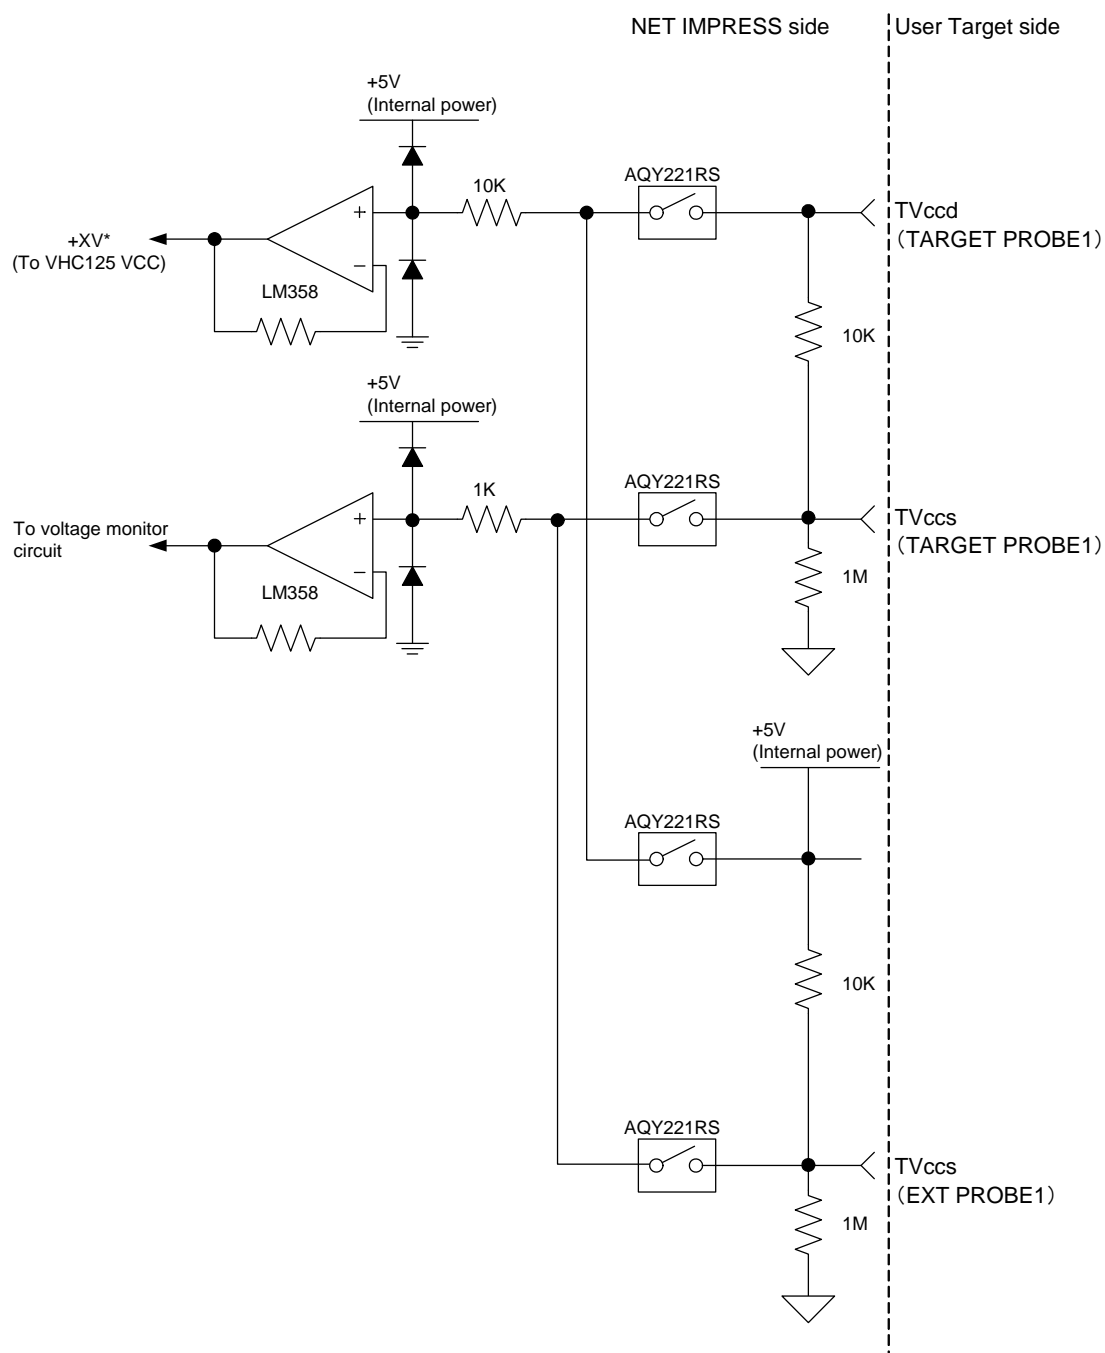 NET IMPRESS side
User Target side
+5V
(Internal power)
AQY221RS
10K
TVccd
（TARGET PROBE1）
+XV*
(To VHC125 VCC)
LM358
10K
+5V
(Internal power)
AQY221RS
1K
TVccs
（TARGET PROBE1）
To voltage monitor
circuit
1M
LM358
+5V
(Internal power)
AQY221RS
10K
AQY221RS
TVccs
（EXT PROBE1）
1M